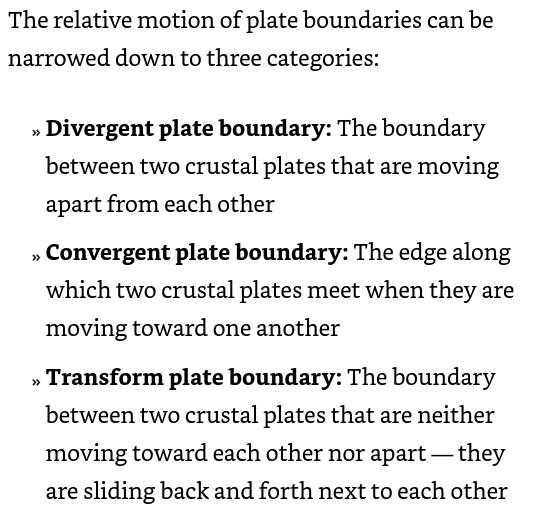 The relative motion of plate boundaries can be
narrowed down to three categories:
» Divergent plate boundary: The boundary
between two crustal plates that are moving
apart from each other
» Convergent plate boundary: The edge along
which two crustal plates meet when they are
moving toward one another
» Transform plate boundary: The boundary
between two crustal plates that are neither
moving toward each other nor apart — they
are sliding back and forth next to each other